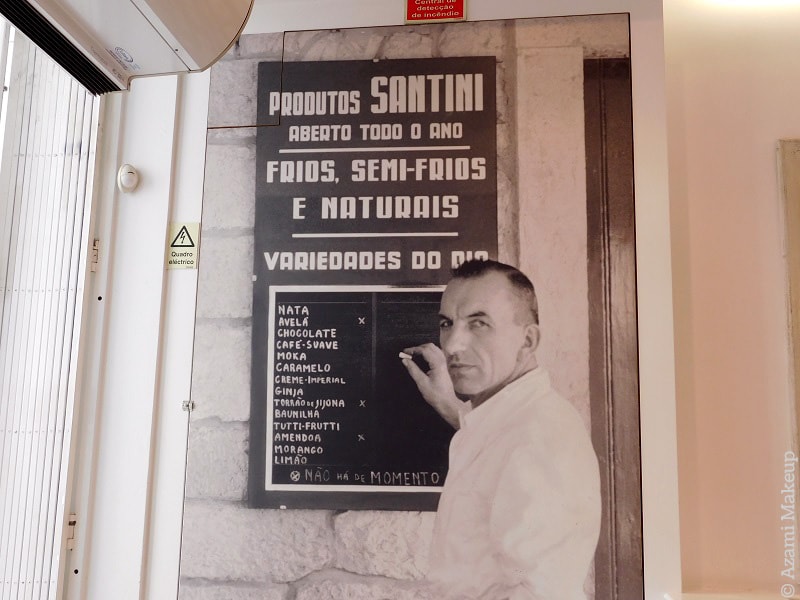 Central de
detecção
de incêndio
PRODUTOS SANTINI
ABERTO TODO O ANO
FRIOS, SEMI-FRIOS
E NATURAIS
VARIEDADES DO DIA
NATA
AVELÃ x
CHOCOLATE
CAFÉ-SUAVE
MOKA
CARAMELO
CREME-IMPERIAL
GINJA
TORRÃO DE JIJONA x
BAUNILHA
TUTTI-FRUTTI
AMENDOA x
MORANGO
LIMÃO
⊗ NÃO HÁ DE MOMENTO
Quadro
eléctrico
© Azami Makeup